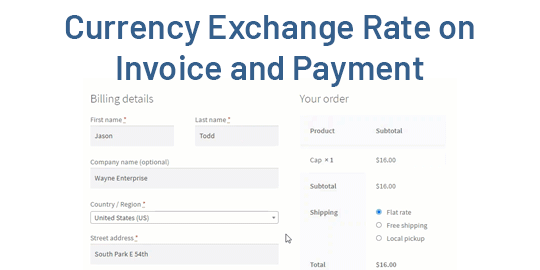 Currency Exchange Rate on
Invoice and Payment
Billing details
First name *
Last name *
Jason
Todd
Company name (optional)
Wayne Enterprise
Country / Region *
United States (US)
Street address *
South Park E 54th
Your order
Product Subtotal
Cap × 1 $16.00
Subtotal $16.00
Shipping Flat rate
Free shipping
Local pickup
Total $16.00